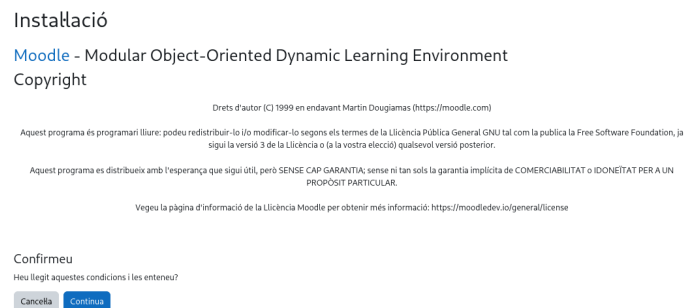 Instal·lació
Moodle - Modular Object-Oriented Dynamic Learning Environment
Copyright
Drets d'autor (C) 1999 en endavant Martin Dougiamas (https://moodle.com)
Aquest programa és programari lliure: podeu redistribuir-lo i/o modificar-lo segons els termes de la Llicència Pública General GNU tal com la publica la Free Software Foundation, ja
sigui la versió 3 de la Llicència o (a la vostra elecció) qualsevol versió posterior.
Aquest programa es distribueix amb l'esperança que sigui útil, però SENSE CAP GARANTIA; sense ni tan sols la garantia implícita de COMERCIABILITAT o IDONEÏTAT PER A UN
PROPÒSIT PARTICULAR.
Vegeu la pàgina d'informació de la Llicència Moodle per obtenir més informació: https://moodledev.io/general/license
Confirmeu
Heu llegit aquestes condicions i les enteneu?
Cancel·la Continua